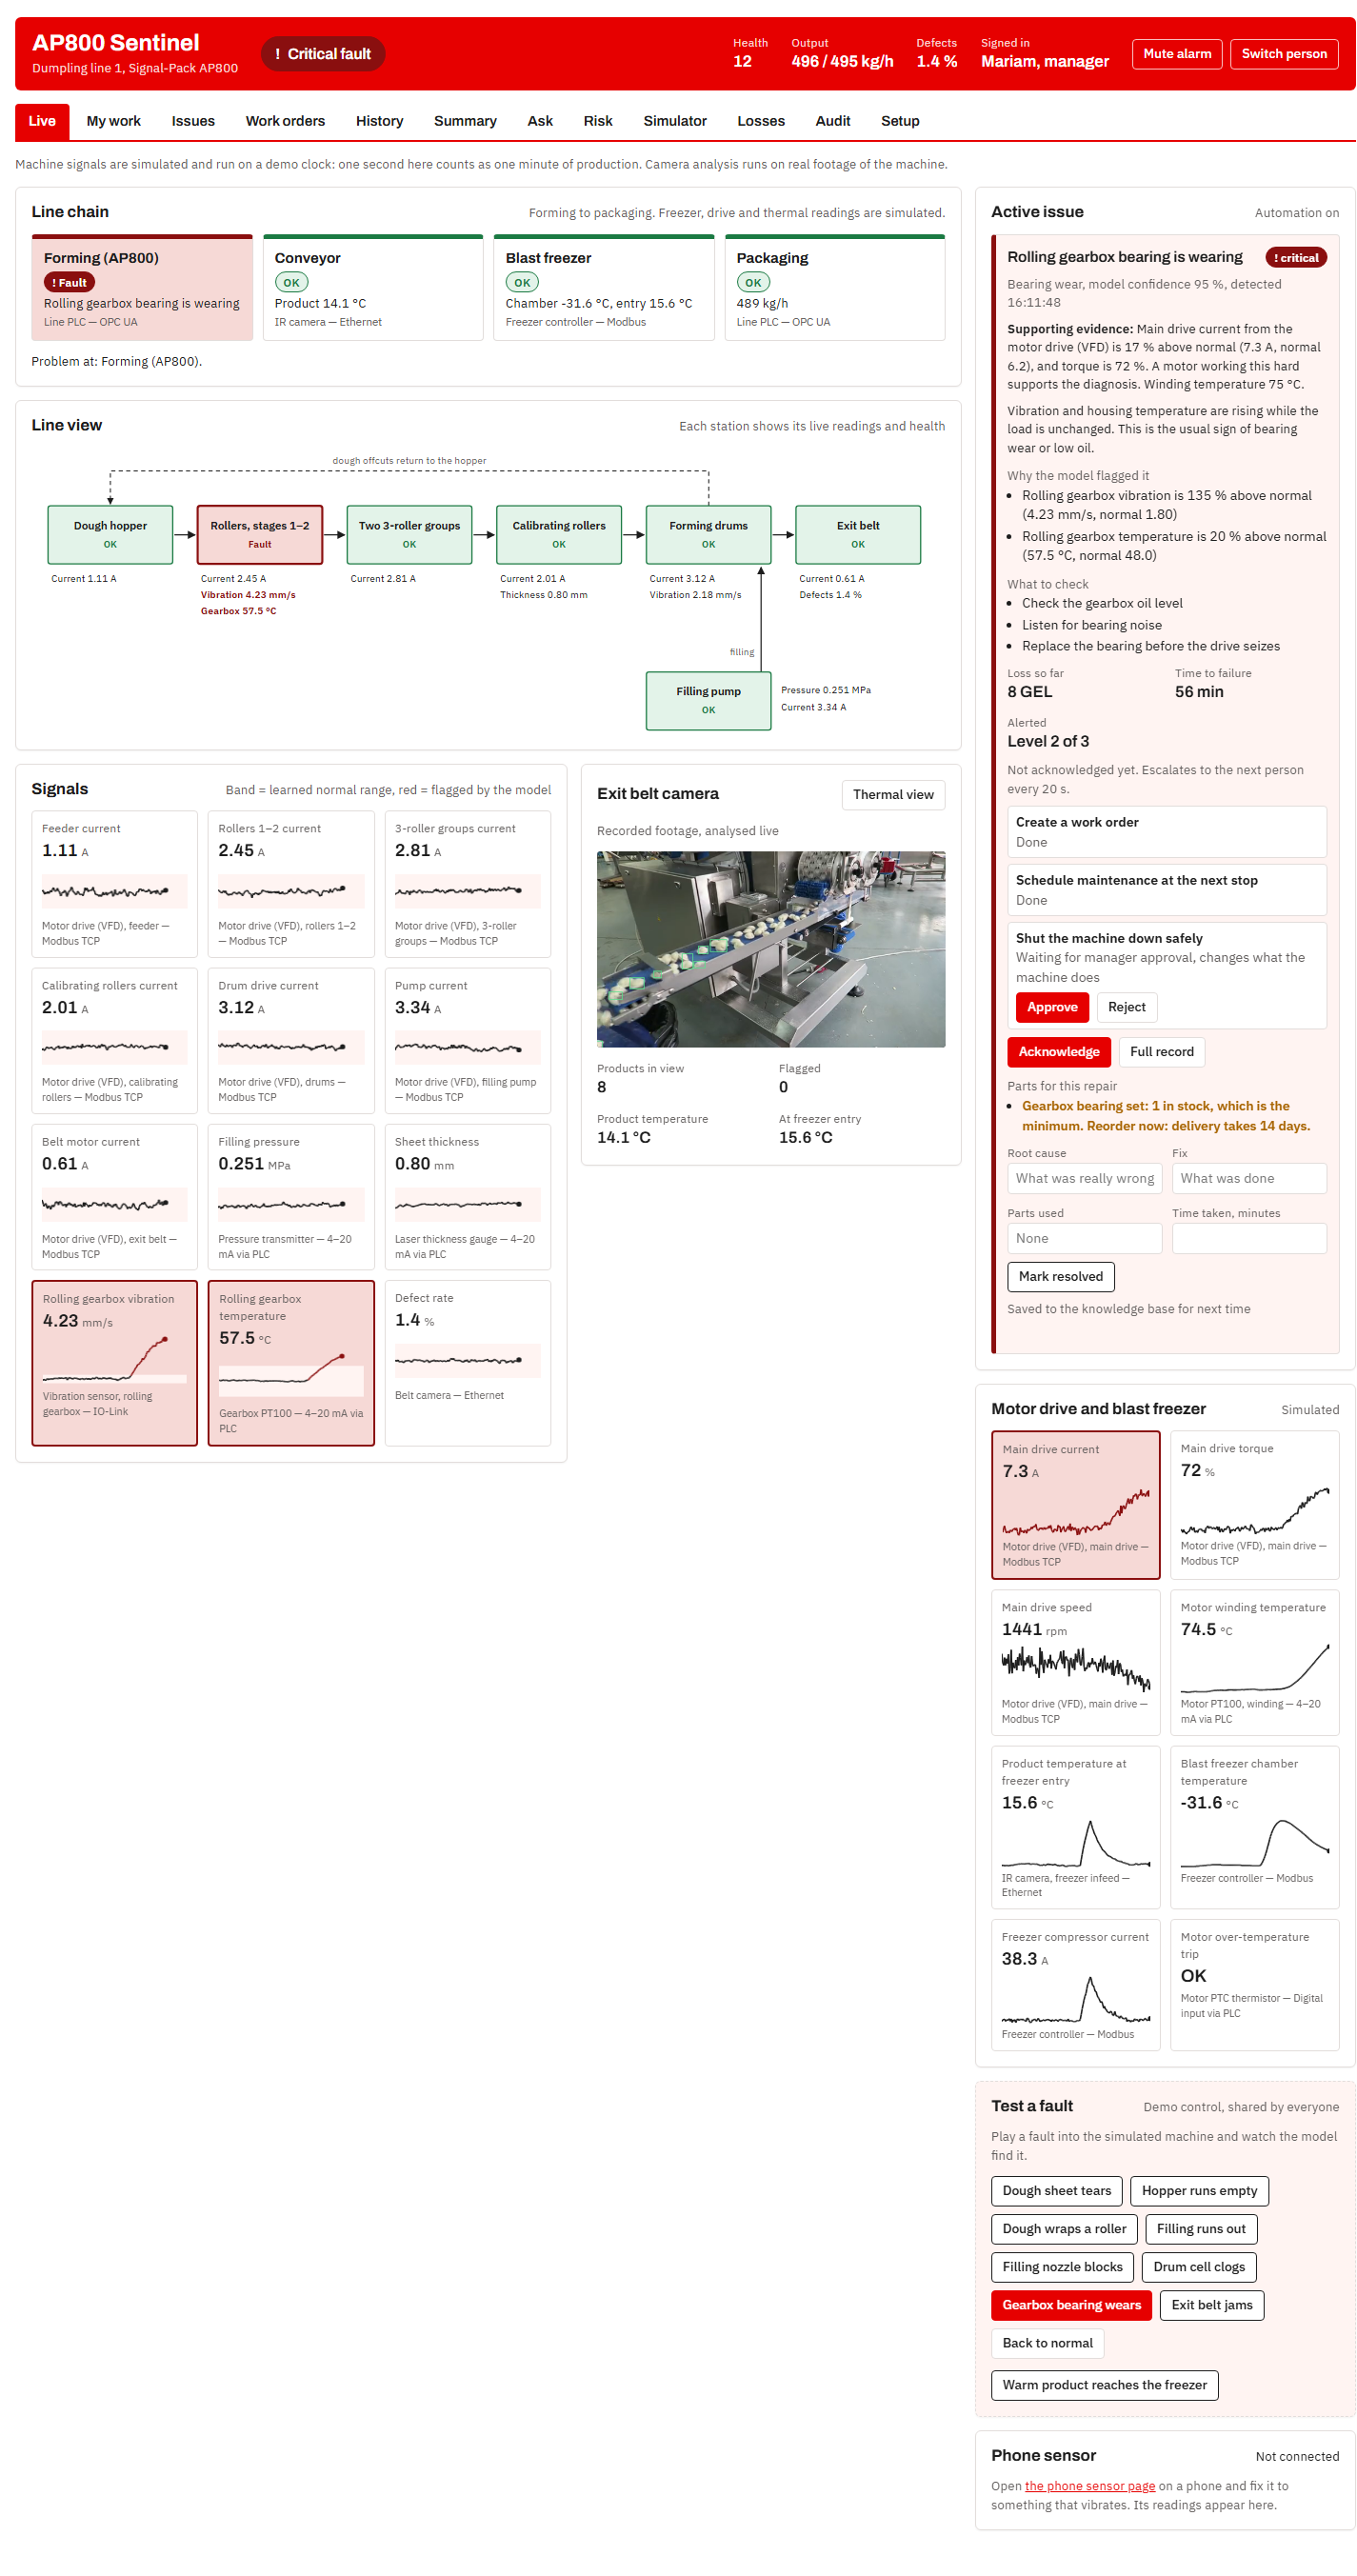 AP800 Sentinel
Dumpling line 1, Signal-Pack AP800
! Critical fault
Health
12
Output
496 / 495 kg/h
Defects
1.4 %
Signed in
Mariam, manager
Mute alarm
Switch person
Live
My work
Issues
Work orders
History
Summary
Ask
Risk
Simulator
Losses
Audit
Setup
Machine signals are simulated and run on a demo clock: one second here counts as one minute of production. Camera analysis runs on real footage of the machine.
Line chain
Forming to packaging. Freezer, drive and thermal readings are simulated.
Forming (AP800)
! Fault
Rolling gearbox bearing is wearing
Line PLC — OPC UA
Conveyor
OK
Product 14.1 °C
IR camera — Ethernet
Blast freezer
OK
Chamber -31.6 °C, entry 15.6 °C
Freezer controller — Modbus
Packaging
OK
489 kg/h
Line PLC — OPC UA
Problem at: Forming (AP800).
Line view
Each station shows its live readings and health
dough offcuts return to the hopper
Dough hopper
OK
Current 1.11 A
Rollers, stages 1–2
Fault
Current 2.45 A
Vibration 4.23 mm/s
Gearbox 57.5 °C
Two 3-roller groups
OK
Current 2.81 A
Calibrating rollers
OK
Current 2.01 A
Thickness 0.80 mm
Forming drums
OK
Current 3.12 A
Vibration 2.18 mm/s
Exit belt
OK
Current 0.61 A
Defects 1.4 %
filling
Filling pump
OK
Pressure 0.251 MPa
Current 3.34 A
Signals
Band = learned normal range, red = flagged by the model
Feeder current
1.11 A
Motor drive (VFD), feeder —
Modbus TCP
Rollers 1–2 current
2.45 A
Motor drive (VFD), rollers 1–2
— Modbus TCP
3-roller groups current
2.81 A
Motor drive (VFD), 3-roller
groups — Modbus TCP
Calibrating rollers current
2.01 A
Motor drive (VFD), calibrating
rollers — Modbus TCP
Drum drive current
3.12 A
Motor drive (VFD), drums —
Modbus TCP
Pump current
3.34 A
Motor drive (VFD), filling pump
— Modbus TCP
Belt motor current
0.61 A
Motor drive (VFD), exit belt —
Modbus TCP
Filling pressure
0.251 MPa
Pressure transmitter — 4–20
mA via PLC
Sheet thickness
0.80 mm
Laser thickness gauge — 4–20
mA via PLC
Rolling gearbox vibration
4.23 mm/s
Vibration sensor, rolling
gearbox — IO-Link
Rolling gearbox
temperature
57.5 °C
Gearbox PT100 — 4–20 mA via
PLC
Defect rate
1.4 %
Belt camera — Ethernet
Exit belt camera
Thermal view
Recorded footage, analysed live
Products in view
8
Flagged
0
Product temperature
14.1 °C
At freezer entry
15.6 °C
Active issue
Automation on
Rolling gearbox bearing is wearing
! critical
Bearing wear, model confidence 95 %, detected
16:11:48
Supporting evidence: Main drive current from the
motor drive (VFD) is 17 % above normal (7.3 A, normal
6.2), and torque is 72 %. A motor working this hard
supports the diagnosis. Winding temperature 75 °C.
Vibration and housing temperature are rising while the
load is unchanged. This is the usual sign of bearing
wear or low oil.
Why the model flagged it
• Rolling gearbox vibration is 135 % above normal
(4.23 mm/s, normal 1.80)
• Rolling gearbox temperature is 20 % above normal
(57.5 °C, normal 48.0)
What to check
• Check the gearbox oil level
• Listen for bearing noise
• Replace the bearing before the drive seizes
Loss so far
8 GEL
Time to failure
56 min
Alerted
Level 2 of 3
Not acknowledged yet. Escalates to the next person
every 20 s.
Create a work order
Done
Schedule maintenance at the next stop
Done
Shut the machine down safely
Waiting for manager approval, changes what the
machine does
Approve
Reject
Acknowledge
Full record
Parts for this repair
• Gearbox bearing set: 1 in stock, which is the
minimum. Reorder now: delivery takes 14 days.
Root cause
What was really wrong
Fix
What was done
Parts used
None
Time taken, minutes
Mark resolved
Saved to the knowledge base for next time
Motor drive and blast freezer
Simulated
Main drive current
7.3 A
Motor drive (VFD), main drive —
Modbus TCP
Main drive torque
72 %
Motor drive (VFD), main drive —
Modbus TCP
Main drive speed
1441 rpm
Motor drive (VFD), main drive —
Modbus TCP
Motor winding temperature
74.5 °C
Motor PT100, winding — 4–20
mA via PLC
Product temperature at
freezer entry
15.6 °C
IR camera, freezer infeed —
Ethernet
Blast freezer chamber
temperature
-31.6 °C
Freezer controller — Modbus
Freezer compressor current
38.3 A
Freezer controller — Modbus
Motor over-temperature
trip
OK
Motor PTC thermistor — Digital
input via PLC
Test a fault
Demo control, shared by everyone
Play a fault into the simulated machine and watch the model
find it.
Dough sheet tears
Hopper runs empty
Dough wraps a roller
Filling runs out
Filling nozzle blocks
Drum cell clogs
Gearbox bearing wears
Exit belt jams
Back to normal
Warm product reaches the freezer
Phone sensor
Not connected
Open the phone sensor page on a phone and fix it to
something that vibrates. Its readings appear here.